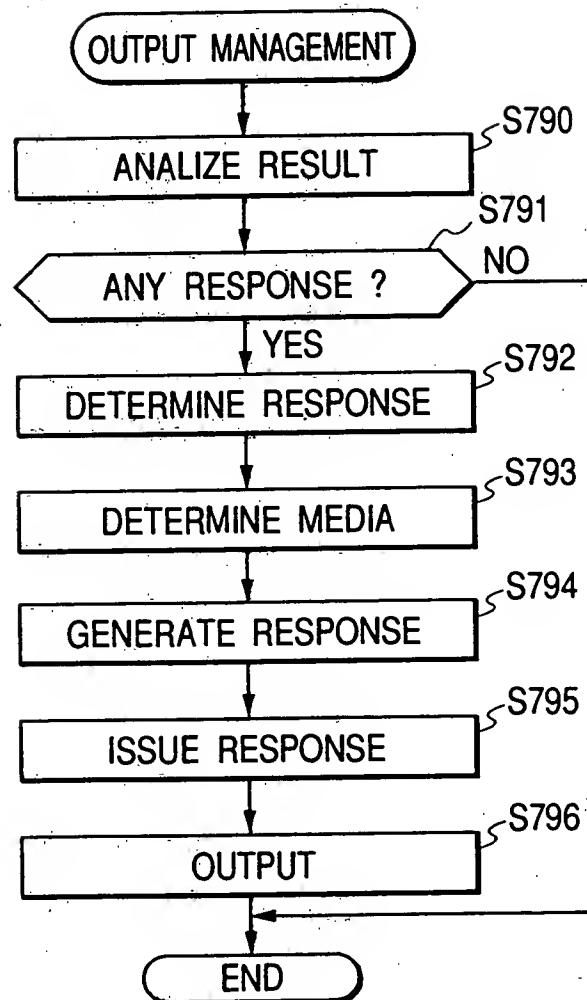 OUTPUT MANAGEMENT
S790
ANALIZE RESULT
S791
ANY RESPONSE ?
NO
YES
S792
DETERMINE RESPONSE
S793
DETERMINE MEDIA
S794
GENERATE RESPONSE
S795
ISSUE RESPONSE
S796
OUTPUT
END